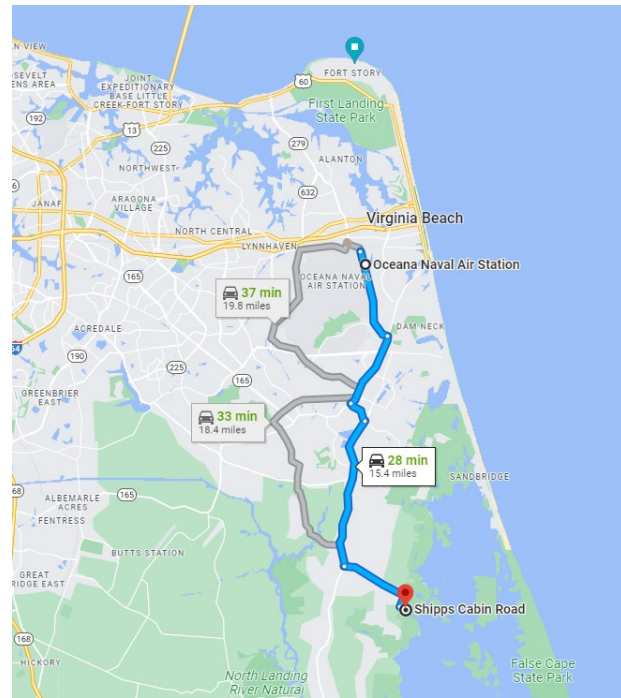 AN VIEW
OSEVELT
ENS AREA
JOINT
EXPEDITIONARY
BASE LITTLE
CREEK-FORT STORY
FORT STORY
60
First Landing
State Park
192
13
225
279
ALANTON
NORTHWEST
632
ARAGONA
VILLAGE
JANAF
Virginia Beach
NORTH CENTRAL
LYNNHAVEN
165
Oceana Naval Air Station
OCEANA NAVAL
AIR STATION
37 min
19.8 miles
DAM NECK
ACREDALE
64
190
225
165
GREENBRIER
EAST
33 min
18.4 miles
28 min
15.4 miles
SANDBRIDGE
68
ALBEMARLE
ACRES
165
FENTRESS
BUTTS STATION
GREAT
RIDGE EAST
Shipps Cabin Road
168
HICKORY
North Landing
River Natural
False Cape
State Park